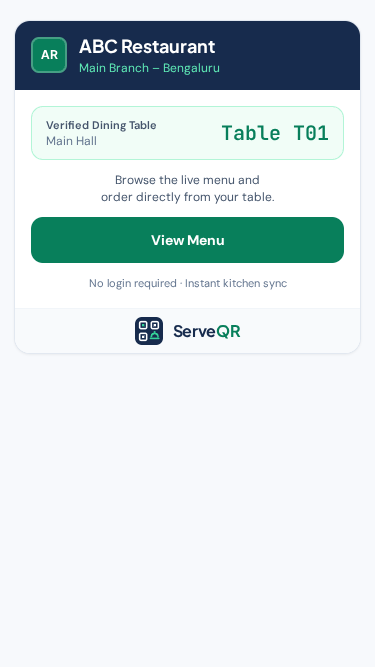 AR
ABC Restaurant
Main Branch – Bengaluru
Verified Dining Table
Main Hall
Table T01
Browse the live menu and
order directly from your table.
View Menu
No login required · Instant kitchen sync
ServeQR